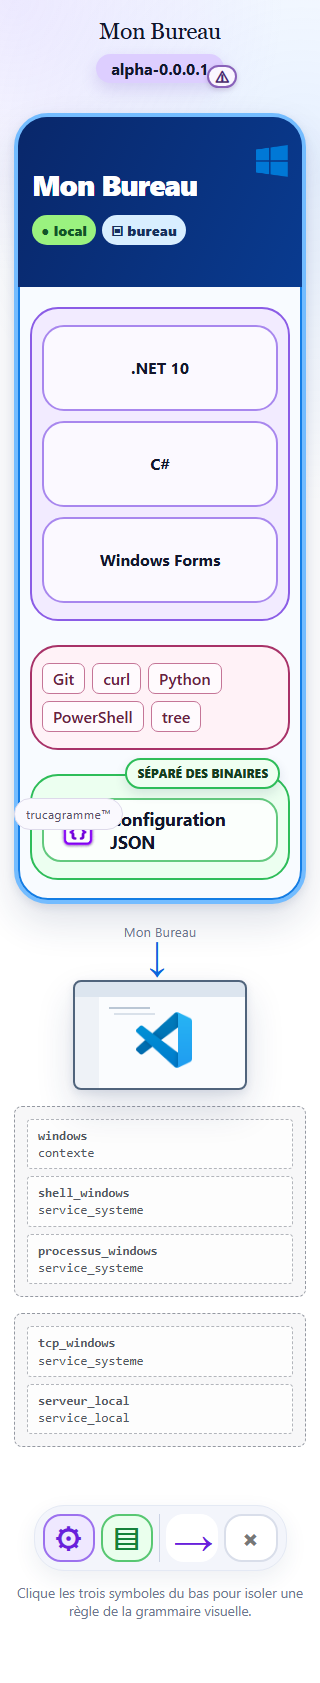 Mon Bureau
alpha-0.0.0.1
Mon Bureau
local
bureau
.NET 10
C#
Windows Forms
Git curl Python
PowerShell tree
SÉPARÉ DES BINAIRES
trucagramme™
JSON
Mon Bureau
windows
contexte
shell_windows
service_systeme
processus_windows
service_systeme
tcp_windows
service_systeme
serveur_local
service_local
Clique les trois symboles du bas pour isoler une
règle de la grammaire visuelle.